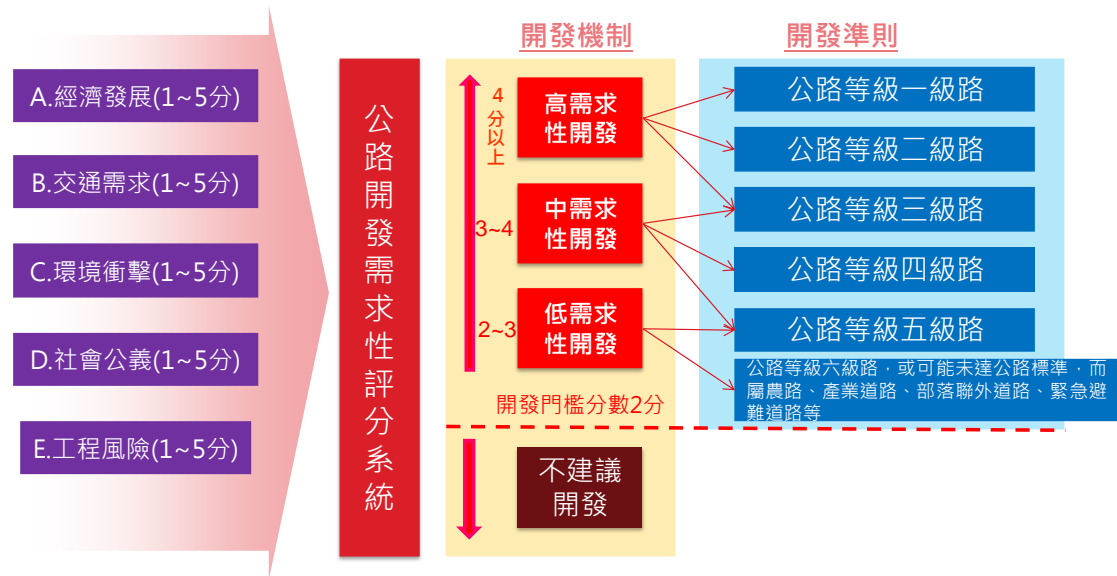 開發機制
開發準則
A.經濟發展(1~5分)
B.交通需求(1~5分)
C.環境衝擊(1~5分)
D.社會公義(1~5分)
E.工程風險(1~5分)
公路開發需求性評分系統
4分以上
高需求
性開發
3~4
中需求
性開發
2~3
低需求
性開發
開發門檻分數2分
不建議
開發
公路等級一級路
公路等級二級路
公路等級三級路
公路等級四級路
公路等級五級路
公路等級六級路，或可能未達公路標準，而
屬農路、產業道路、部落聯外道路、緊急避
難道路等